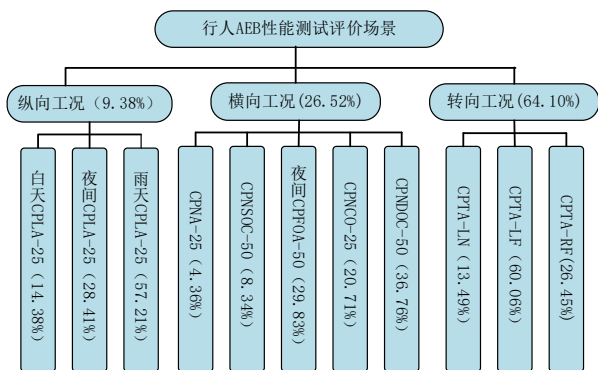 行人AEB性能测试评价场景
纵向工况（9.38%）
横向工况(26.52%)
转向工况(64.10%)
白天CPLA-25（14.38%）
夜间CPLA-25（28.41%）
雨天CPLA-25（57.21%）
CPNA-25（4.36%）
CPNSOC-50（8.34%）
夜间CPFOA-50（29.83%）
CPNCO-25（20.71%）
CPNDOC-50（36.76%）
CPTA-LN（13.49%）
CPTA-LF（60.06%）
CPTA-RF(26.45%)